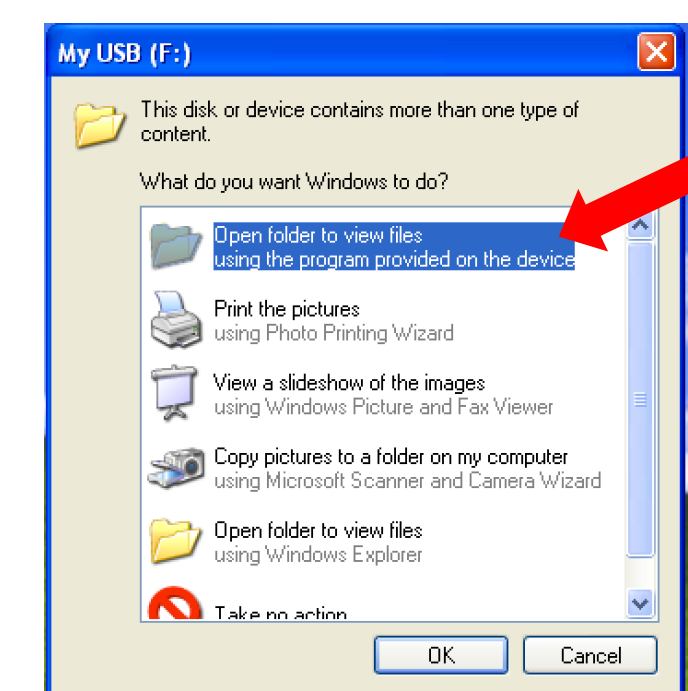 My USB (F:)
This disk or device contains more than one type of
content.
What do you want Windows to do?
Open folder to view files
using the program provided on the device
Print the pictures
using Photo Printing Wizard
View a slideshow of the images
using Windows Picture and Fax Viewer
Copy pictures to a folder on my computer
using Microsoft Scanner and Camera Wizard
Open folder to view files
using Windows Explorer
Take no action
OK
Cancel